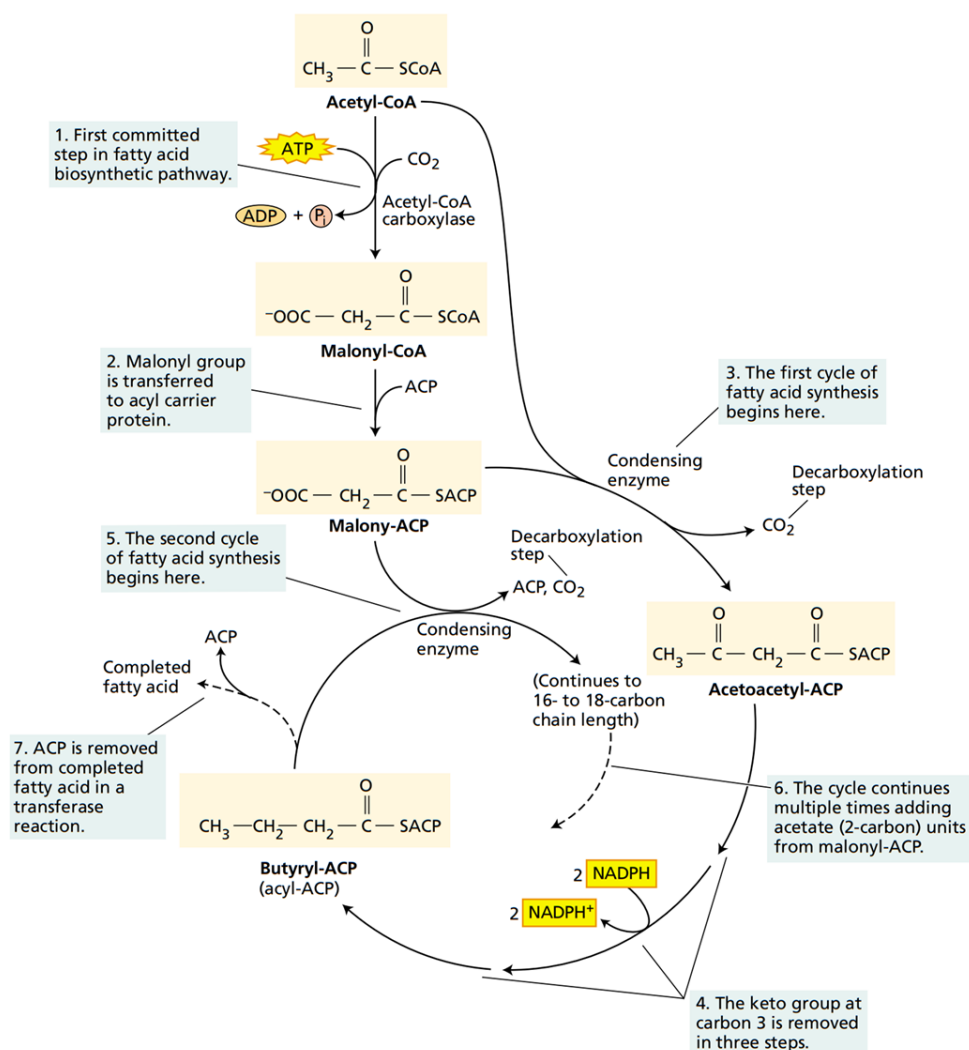 O
CH3 — C — SCoA
Acetyl-CoA
1. First committed
step in fatty acid
biosynthetic pathway.
ATP
CO2
ADP + Pi
Acetyl-CoA
carboxylase
O
-OOC — CH2 — C — SCoA
Malonyl-CoA
2. Malonyl group
is transferred
to acyl carrier
protein.
ACP
3. The first cycle of
fatty acid synthesis
begins here.
O
-OOC — CH2 — C — SACP
Malony-ACP
Condensing
enzyme
Decarboxylation
step
CO2
5. The second cycle
of fatty acid synthesis
begins here.
Decarboxylation
step
ACP, CO2
Condensing
enzyme
O O
CH3 — C — CH2 — C — SACP
Acetoacetyl-ACP
ACP
Completed
fatty acid
(Continues to
16- to 18-carbon
chain length)
7. ACP is removed
from completed
fatty acid in a
transferase
reaction.
6. The cycle continues
multiple times adding
acetate (2-carbon) units
from malonyl-ACP.
O
CH3 —CH2— CH2 — C — SACP
Butyryl-ACP
(acyl-ACP)
2 NADPH
2 NADPH+
4. The keto group at
carbon 3 is removed
in three steps.